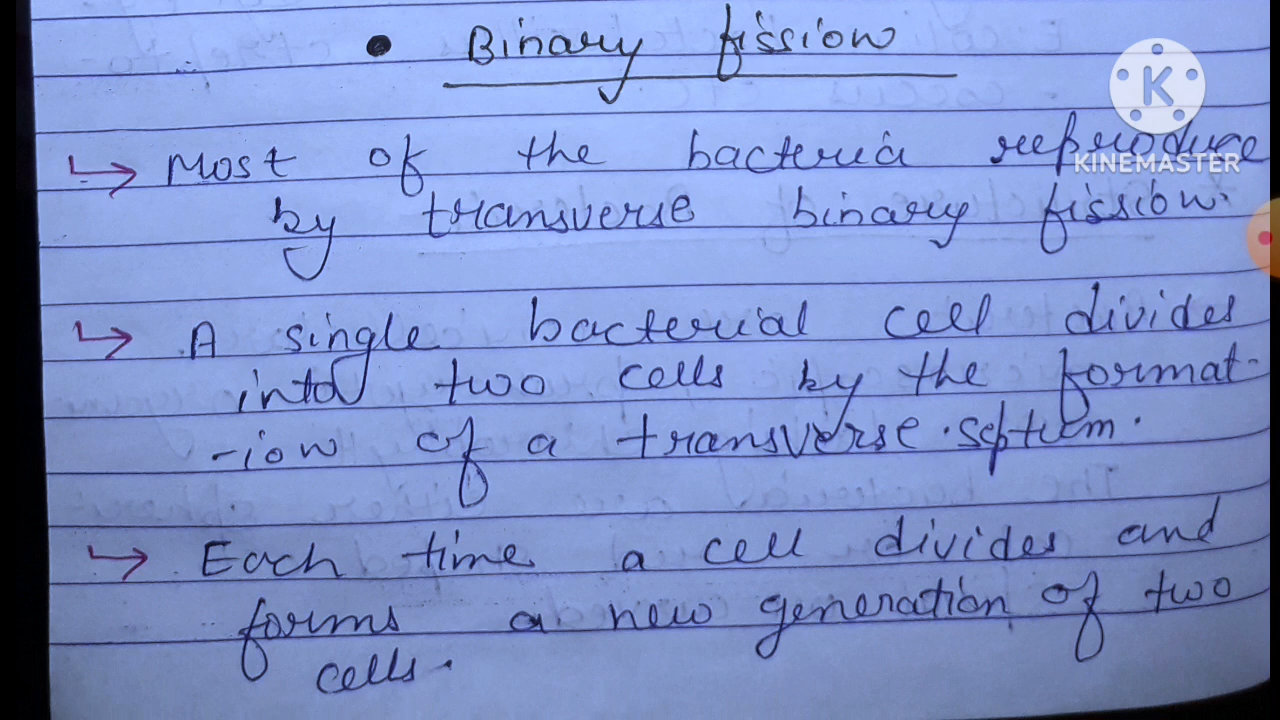 • Binary fission
K
KINEMASTER
↳ Most of the bacteria reproduce
by transverse binary fission.
↳ A single bacterial cell divides
into two cells by the format-
-ion of a transverse septum.
↳ Each time a cell divides and
forms a new generation of two
cells.